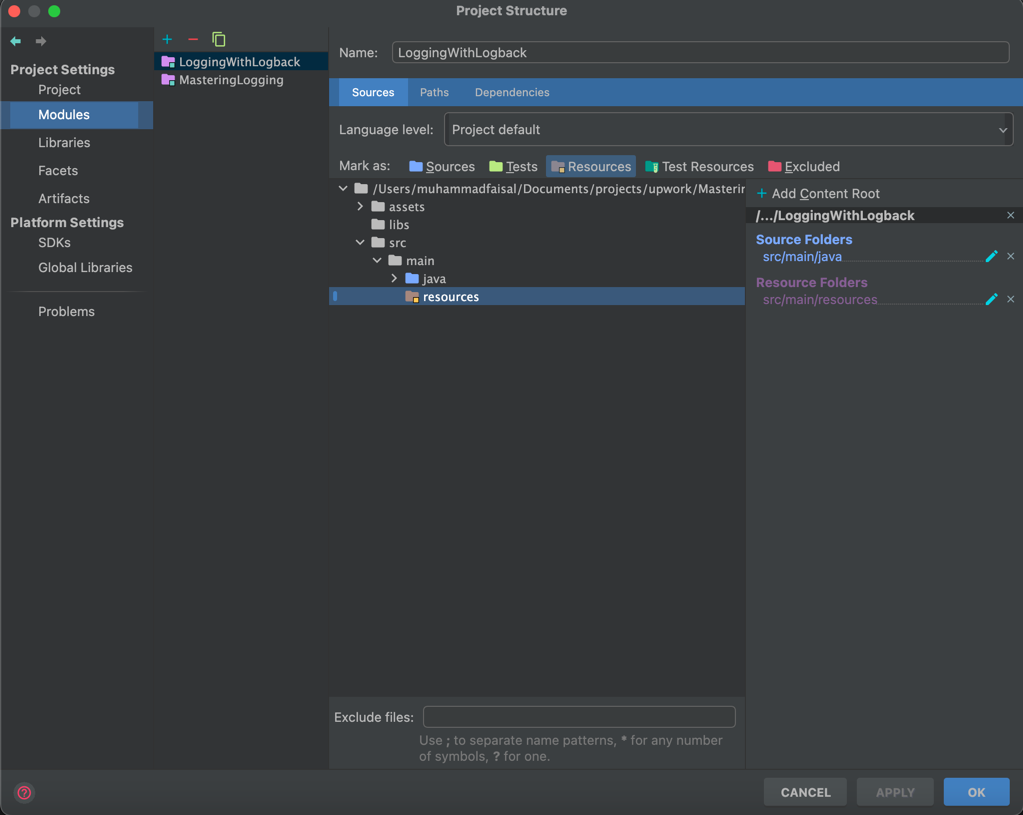 Project Structure
Project Settings
Project
Modules
Libraries
Facets
Artifacts
Platform Settings
SDKs
Global Libraries
Problems
LoggingWithLogback
MasteringLogging
Name: LoggingWithLogback
Sources Paths Dependencies
Language level: Project default
Mark as: Sources Tests Resources Test Resources Excluded
/Users/muhammadfaisal/Documents/projects/upwork/Masterin
assets
libs
src
main
java
resources
+ Add Content Root
/.../LoggingWithLogback
Source Folders
src/main/java
Resource Folders
src/main/resources
Exclude files:
Use ; to separate name patterns, * for any number
of symbols, ? for one.
CANCEL APPLY OK